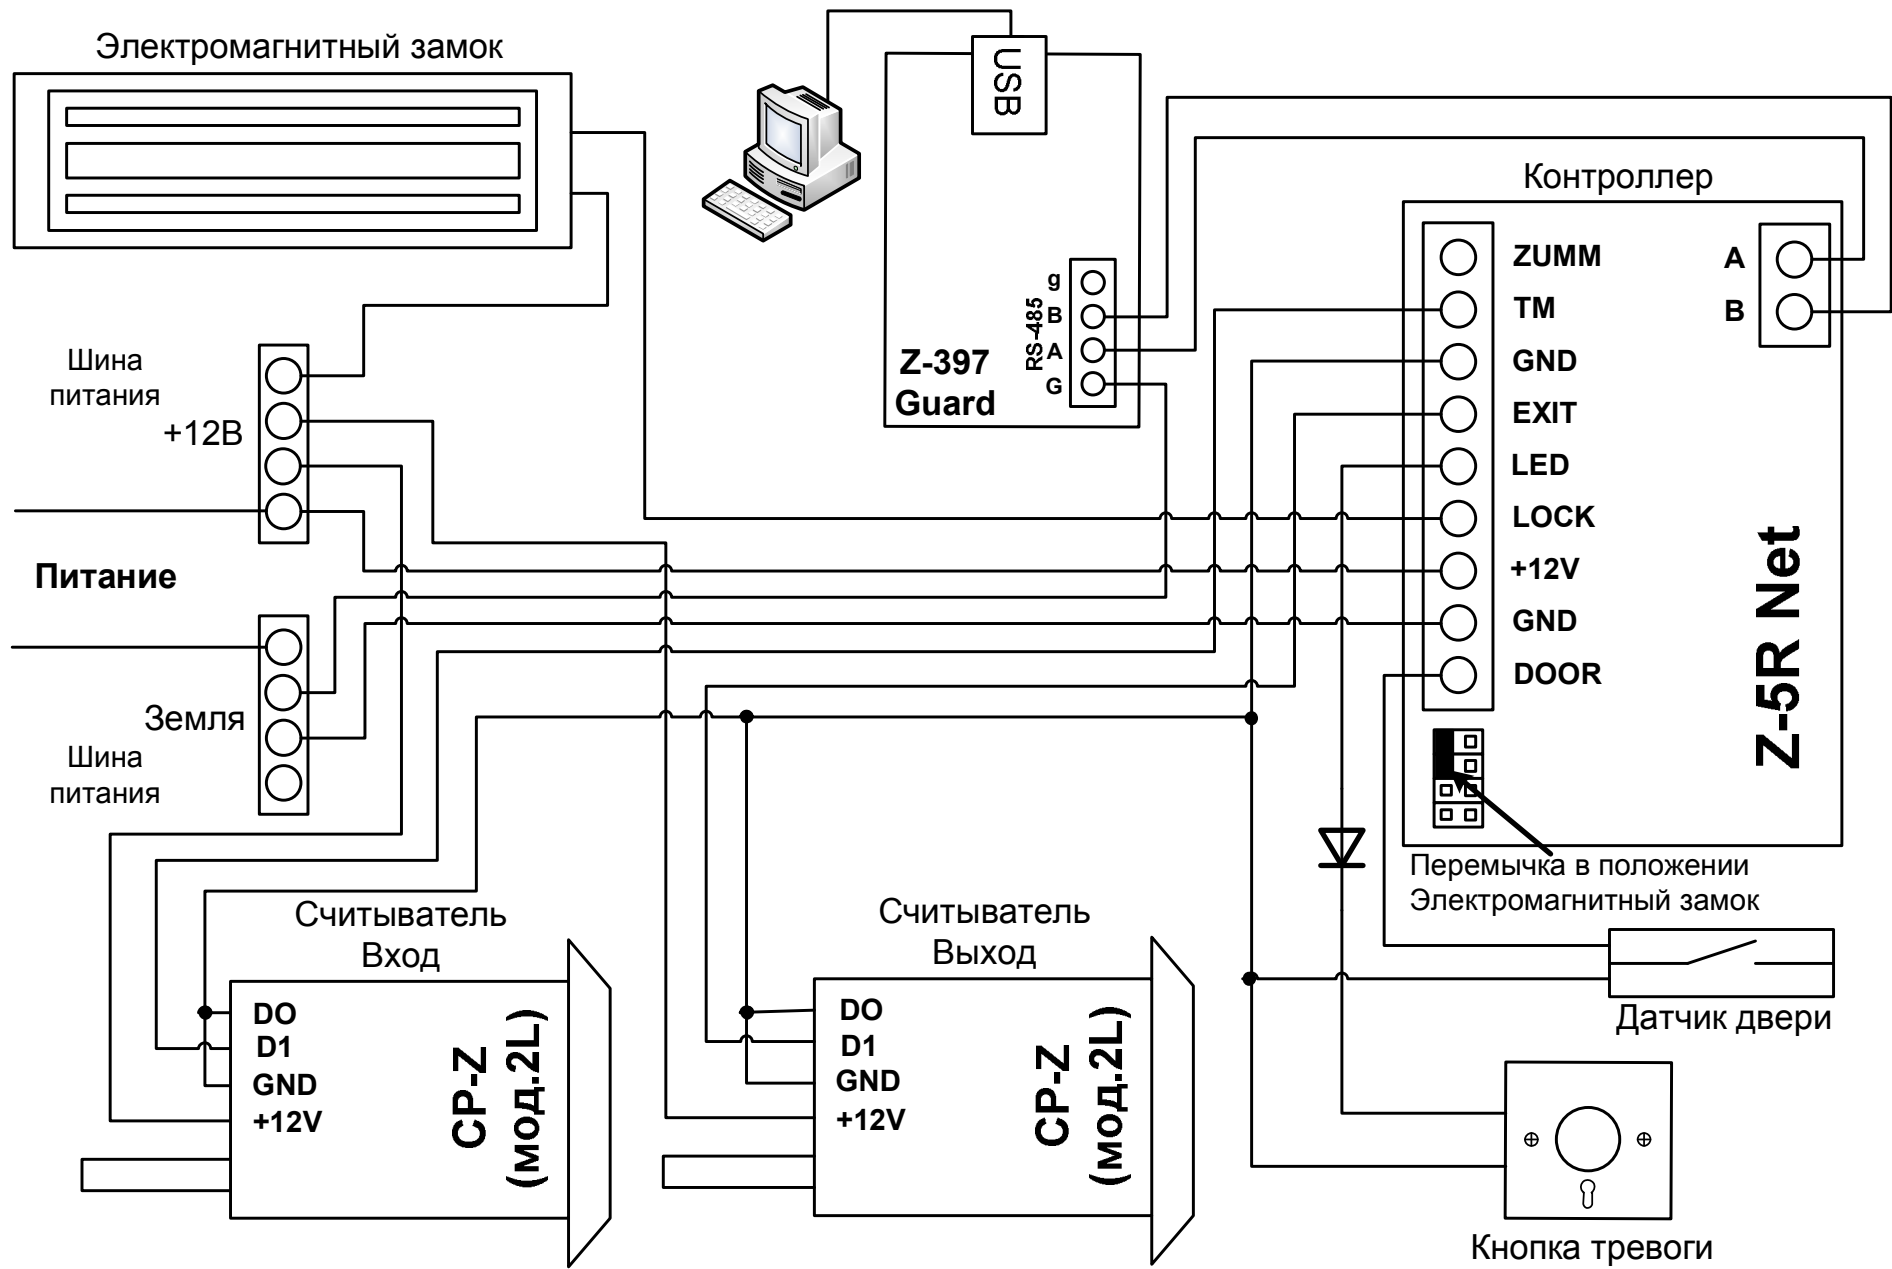 Электромагнитный замок
USB
g
B
A
G
RS-485
Z-397
Guard
Контроллер
ZUMM
TM
GND
EXIT
LED
LOCK
+12V
GND
DOOR
A
B
Z-5R Net
Шина
питания
+12В
Питание
Земля
Шина
питания
Перемычка в положении
Электромагнитный замок
Считыватель
Вход
DO
D1
GND
+12V
CP-Z
(мод.2L)
Считыватель
Выход
DO
D1
GND
+12V
CP-Z
(мод.2L)
Датчик двери
Кнопка тревоги